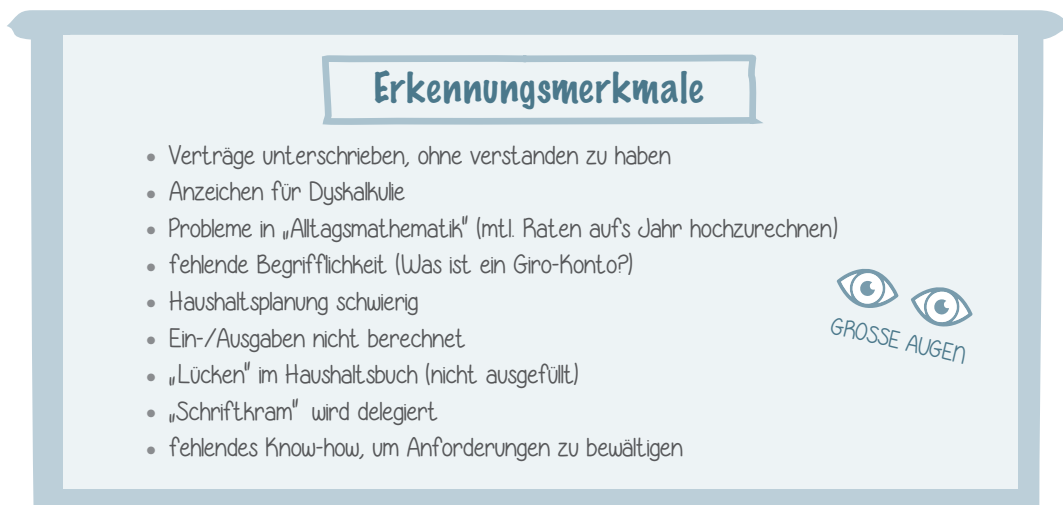 Erkennungsmerkmale
• Verträge unterschrieben, ohne verstanden zu haben
• Anzeichen für Dyskalkulie
• Probleme in „Alltagsmathematik" (mtl. Raten aufs Jahr hochzurechnen)
• fehlende Begrifflichkeit (Was ist ein Giro-Konto?)
• Haushaltsplanung schwierig
• Ein-/Ausgaben nicht berechnet
• „Lücken" im Haushaltsbuch (nicht ausgefüllt)
• „Schriftkram" wird delegiert
• fehlendes Know-how, um Anforderungen zu bewältigen
GROSSE AUGEN